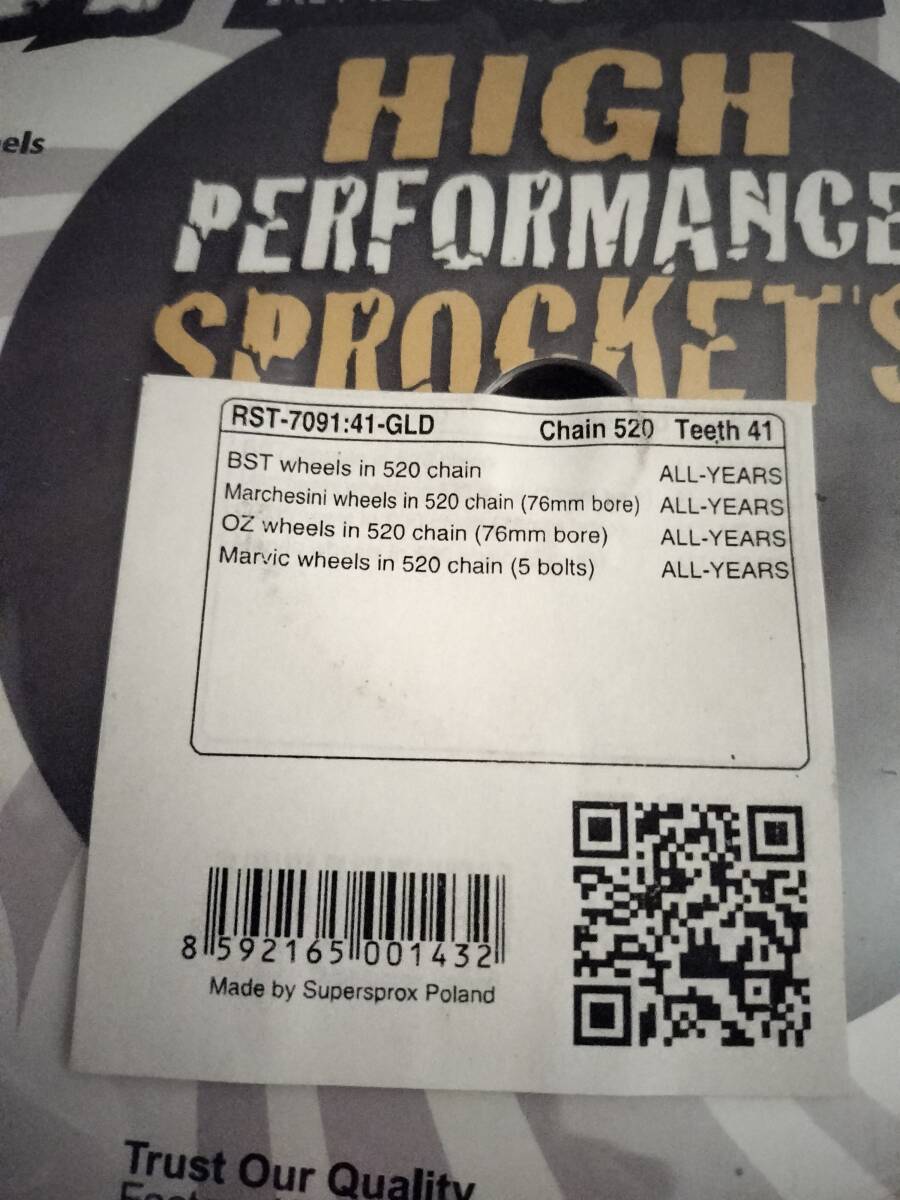 els
HIGH
PERFORMANCE
SPROCKET'S
RST-7091:41-GLD Chain 520 Teeth 41
BST wheels in 520 chain ALL-YEARS
Marchesini wheels in 520 chain (76mm bore) ALL-YEARS
OZ wheels in 520 chain (76mm bore) ALL-YEARS
Marvic wheels in 520 chain (5 bolts) ALL-YEARS
8 592165 001432
Made by Supersprox Poland
Trust Our Quality